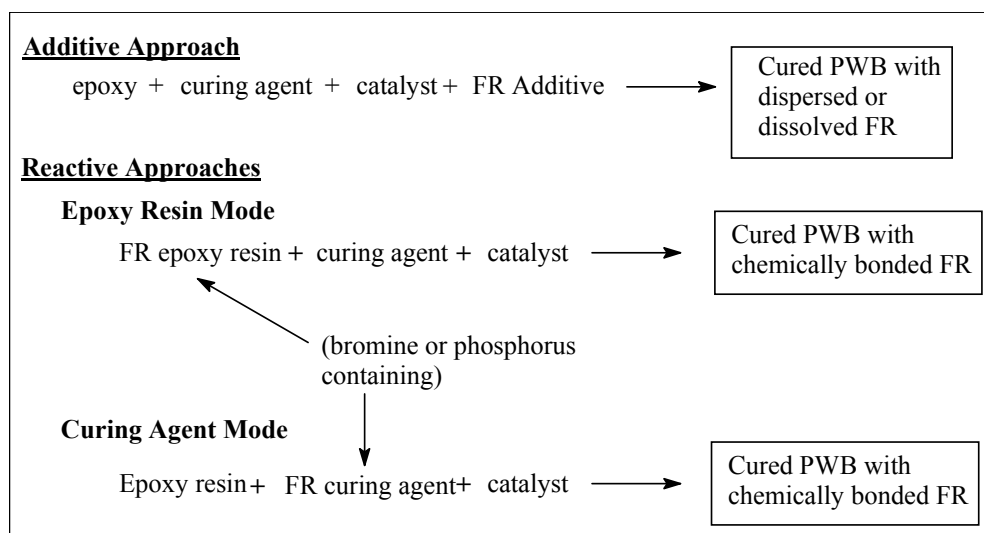 Additive Approach
epoxy + curing agent + catalyst + FR Additive
Cured PWB with
dispersed or
dissolved FR
Reactive Approaches
Epoxy Resin Mode
FR epoxy resin + curing agent + catalyst
Cured PWB with
chemically bonded FR
(bromine or phosphorus
containing)
Curing Agent Mode
Epoxy resin + FR curing agent + catalyst
Cured PWB with
chemically bonded FR